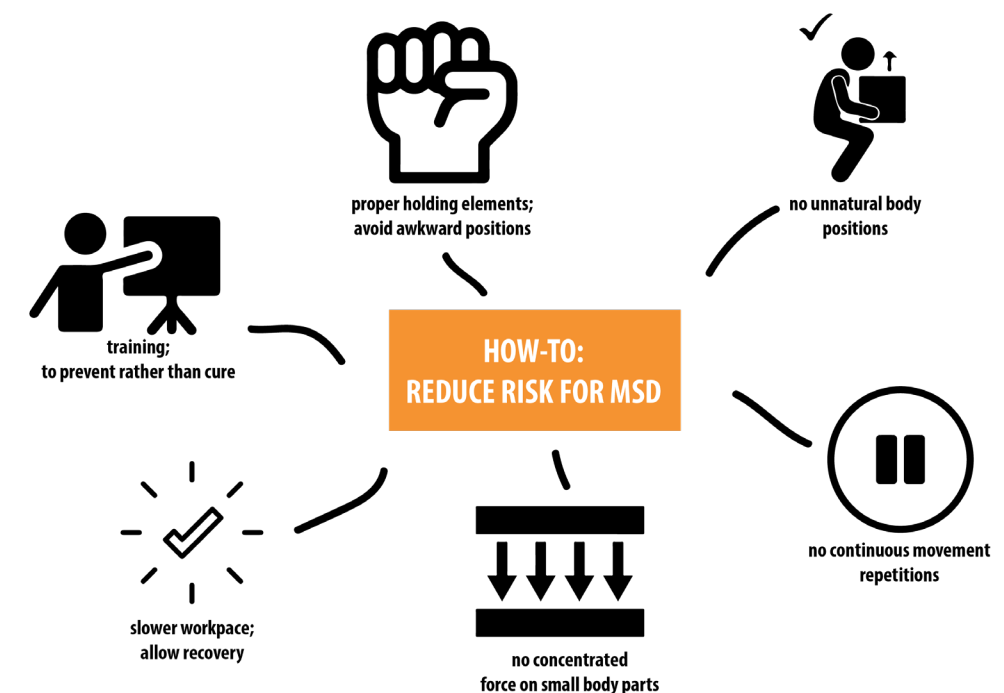 proper holding elements;
avoid awkward positions
no unnatural body
positions
training;
to prevent rather than cure
HOW-TO:
REDUCE RISK FOR MSD
no continuous movement
repetitions
slower workpace;
allow recovery
no concentrated
force on small body parts